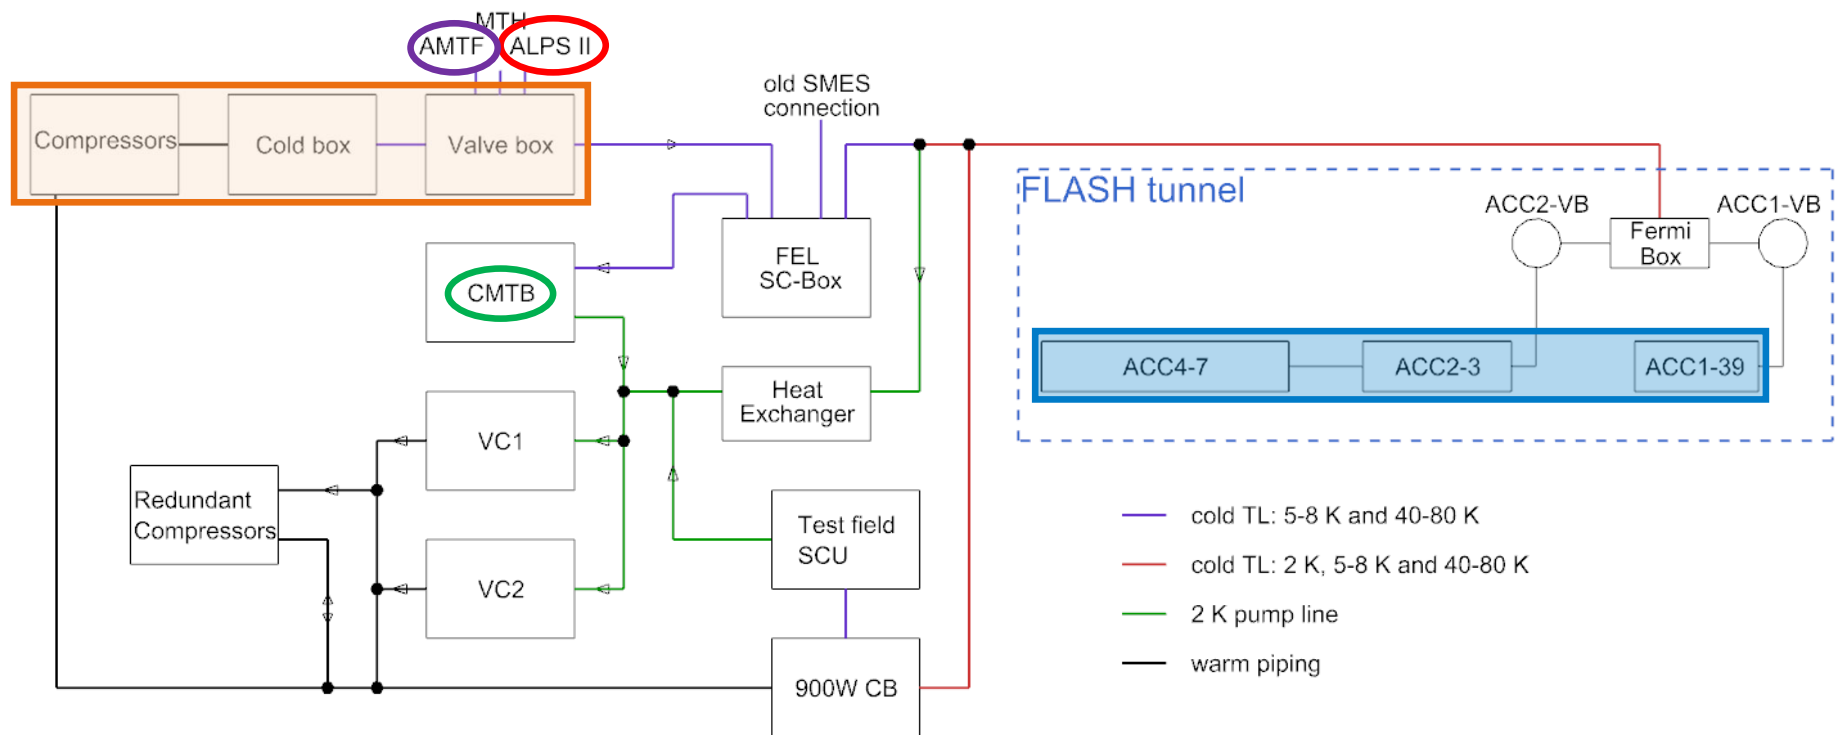 MTH
AMTF
ALPS II
old SMES
connection
Compressors
Cold box
Valve box
FLASH tunnel
ACC2-VB
ACC1-VB
Fermi
Box
FEL
SC-Box
CMTB
ACC4-7
ACC2-3
ACC1-39
Heat
Exchanger
VC1
Redundant
Compressors
Test field
SCU
VC2
900W CB
cold TL: 5-8 K and 40-80 K
cold TL: 2 K, 5-8 K and 40-80 K
2 K pump line
warm piping